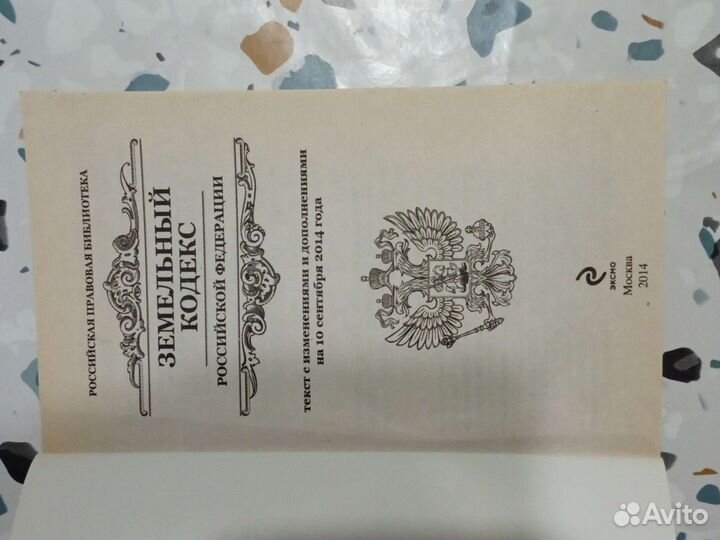 РОССИЙСКАЯ ПРАВОВАЯ БИБЛИОТЕКА
ЗЕМЕЛЬНЫЙ
КОДЕКС
РОССИЙСКОЙ ФЕДЕРАЦИИ
текст с изменениями и дополнениями
на 10 сентября 2014 года
ЭКСМО
Москва
2014
Avito